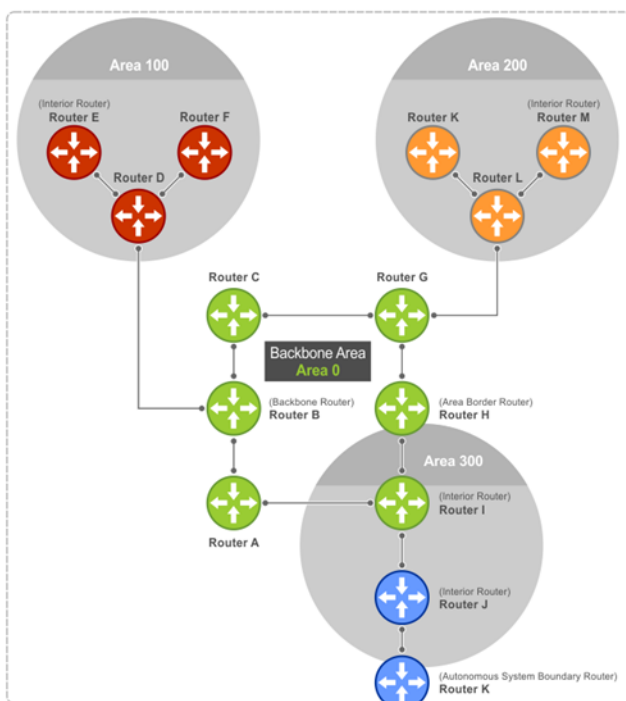 Area 100
(Interior Router)
Router E
Router F
Router D
Area 200
Router K
(Interior Router)
Router M
Router L
Router C
Router G
Backbone Area
Area 0
(Backbone Router)
Router B
(Area Border Router)
Router H
Area 300
(Interior Router)
Router I
Router A
(Interior Router)
Router J
(Autonomous System Boundary Router)
Router K